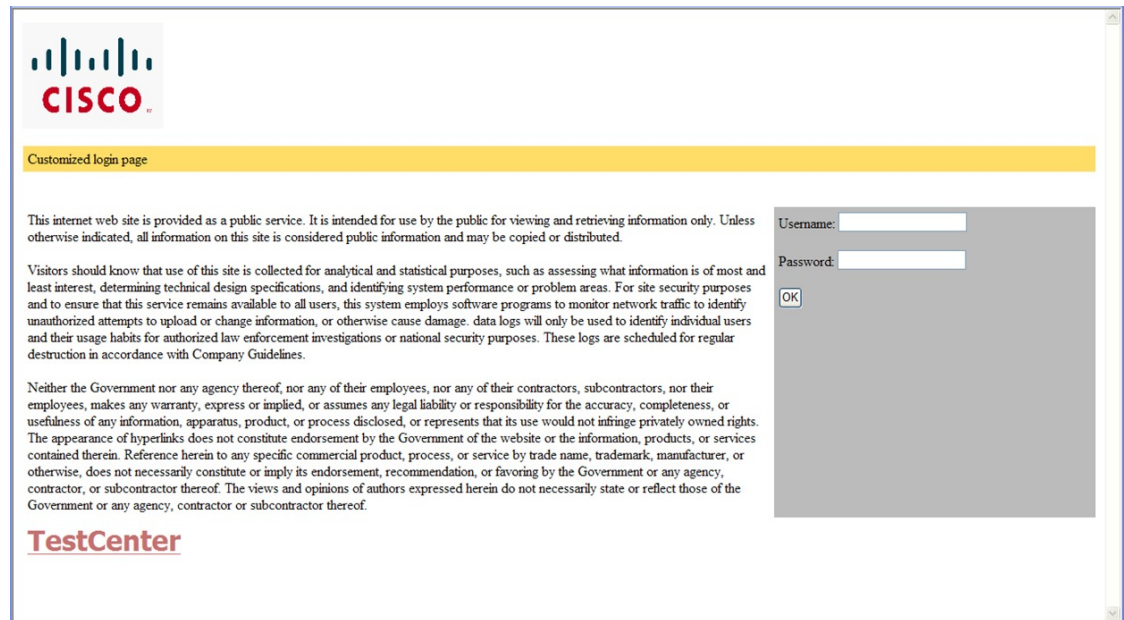 CISCO
Customized login page
This internet web site is provided as a public service. It is intended for use by the public for viewing and retrieving information only. Unless
otherwise indicated, all information on this site is considered public information and may be copied or distributed.
Username:
Visitors should know that use of this site is collected for analytical and statistical purposes, such as assessing what information is of most and
least interest, determining technical design specifications, and identifying system performance or problem areas. For site security purposes
and to ensure that this service remains available to all users, this system employs software programs to monitor network traffic to identify
unauthorized attempts to upload or change information, or otherwise cause damage. data logs will only be used to identify individual users
and their usage habits for authorized law enforcement investigations or national security purposes. These logs are scheduled for regular
destruction in accordance with Company Guidelines.
Password:
OK
Neither the Government nor any agency thereof, nor any of their employees, nor any of their contractors, subcontractors, nor their
employees, makes any warranty, express or implied, or assumes any legal liability or responsibility for the accuracy, completeness, or
usefulness of any information, apparatus, product, or process disclosed, or represents that its use would not infringe privately owned rights.
The appearance of hyperlinks does not constitute endorsement by the Government of the website or the information, products, or services
contained therein. Reference herein to any specific commercial product, process, or service by trade name, trademark, manufacturer, or
otherwise, does not necessarily constitute or imply its endorsement, recommendation, or favoring by the Government or any agency,
contractor, or subcontractor thereof. The views and opinions of authors expressed herein do not necessarily state or reflect those of the
Government or any agency, contractor or subcontractor thereof.
TestCenter